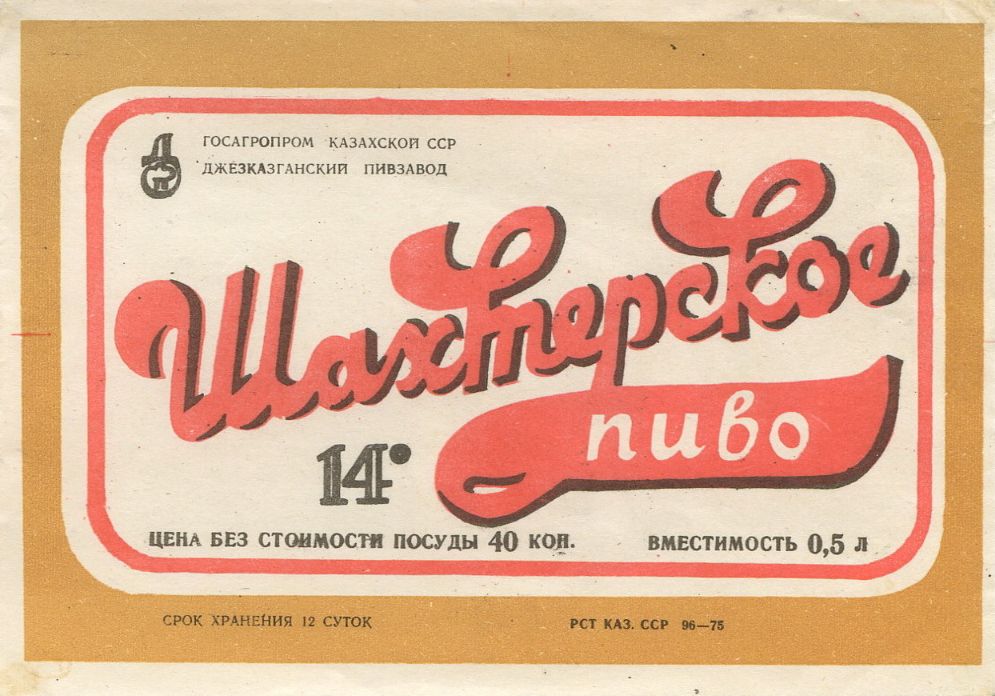 ГОСАГРОПРОМ КАЗАХСКОЙ ССР
ДЖЕЗКАЗГАНСКИЙ ПИВЗАВОД
Шахтерское
пиво
14°
ЦЕНА БЕЗ СТОИМОСТИ ПОСУДЫ 40 КОП. ВМЕСТИМОСТЬ 0,5 Л
СРОК ХРАНЕНИЯ 12 СУТОК РСТ КАЗ. ССР 96—75